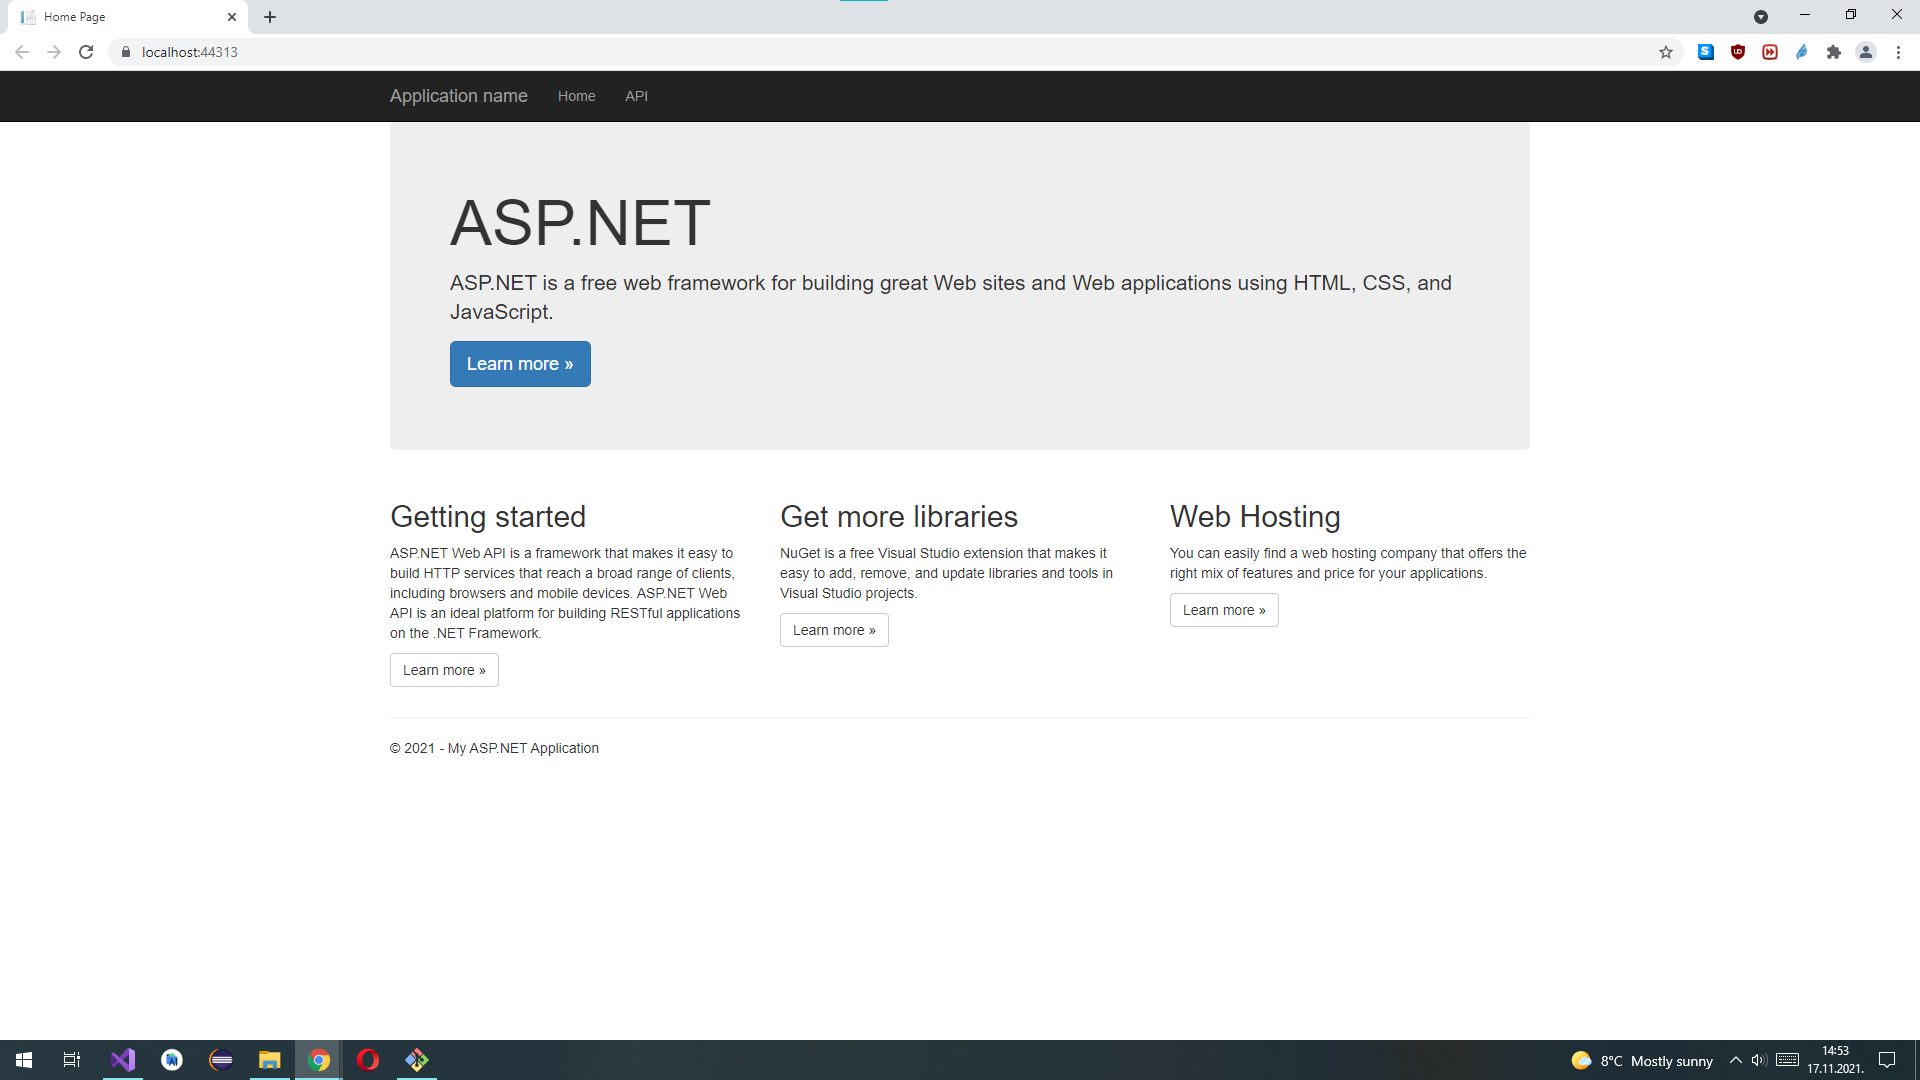 Home Page
localhost:44313
Application name Home API
ASP.NET
ASP.NET is a free web framework for building great Web sites and Web applications using HTML, CSS, and
JavaScript.
Learn more »
Getting started
ASP.NET Web API is a framework that makes it easy to
build HTTP services that reach a broad range of clients,
including browsers and mobile devices. ASP.NET Web
API is an ideal platform for building RESTful applications
on the .NET Framework.
Learn more »
Get more libraries
NuGet is a free Visual Studio extension that makes it
easy to add, remove, and update libraries and tools in
Visual Studio projects.
Learn more »
Web Hosting
You can easily find a web hosting company that offers the
right mix of features and price for your applications.
Learn more »
© 2021 - My ASP.NET Application
8°C Mostly sunny
14:53
17.11.2021.